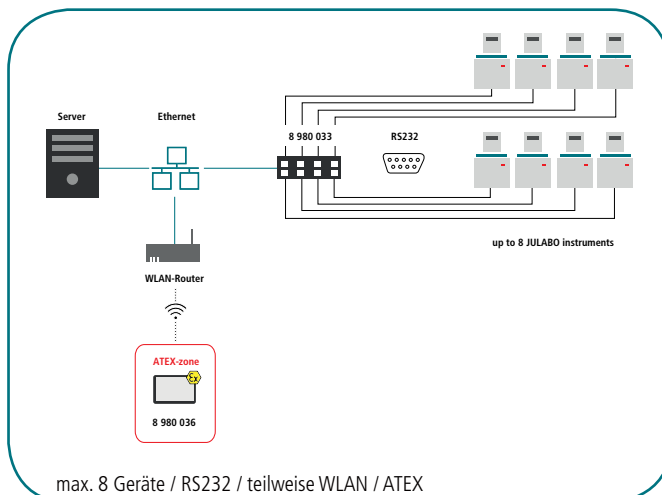 Server
Ethernet
8 980 033
RS232
up to 8 JULABO instruments
WLAN-Router
ATEX-zone
Ex
8 980 036
max. 8 Geräte / RS232 / teilweise WLAN / ATEX